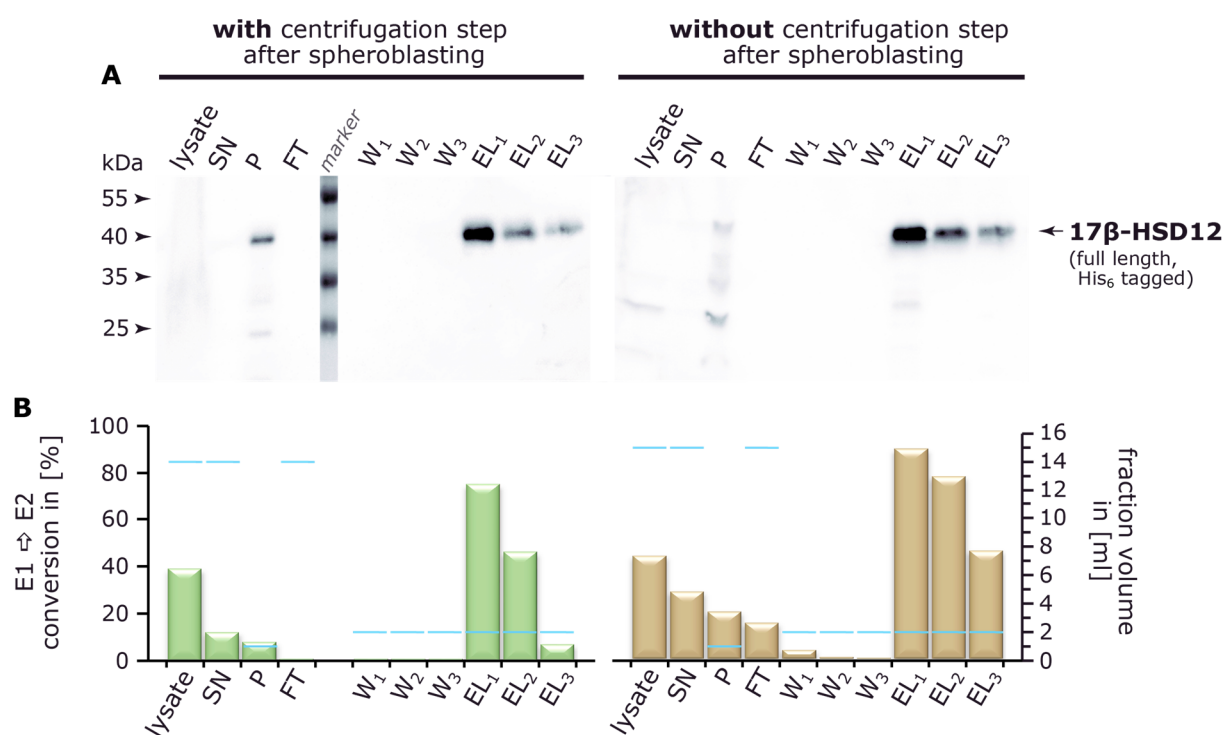 with centrifugation step
after spheroblasting
without centrifugation step
after spheroblasting
A
lysate SN P FT marker W1 W2 W3 EL1 EL2 EL3
lysate SN P FT W1 W2 W3 EL1 EL2 EL3
kDa
55
40
35
25
17β-HSD12
(full length,
His6 tagged)
B
E1 ⇨ E2
conversion in [%]
100
80
60
40
20
0
16
14
12
10
8
6
4
2
0
fraction volume
in [ml]
lysate SN P FT W1 W2 W3 EL1 EL2 EL3
lysate SN P FT W1 W2 W3 EL1 EL2 EL3